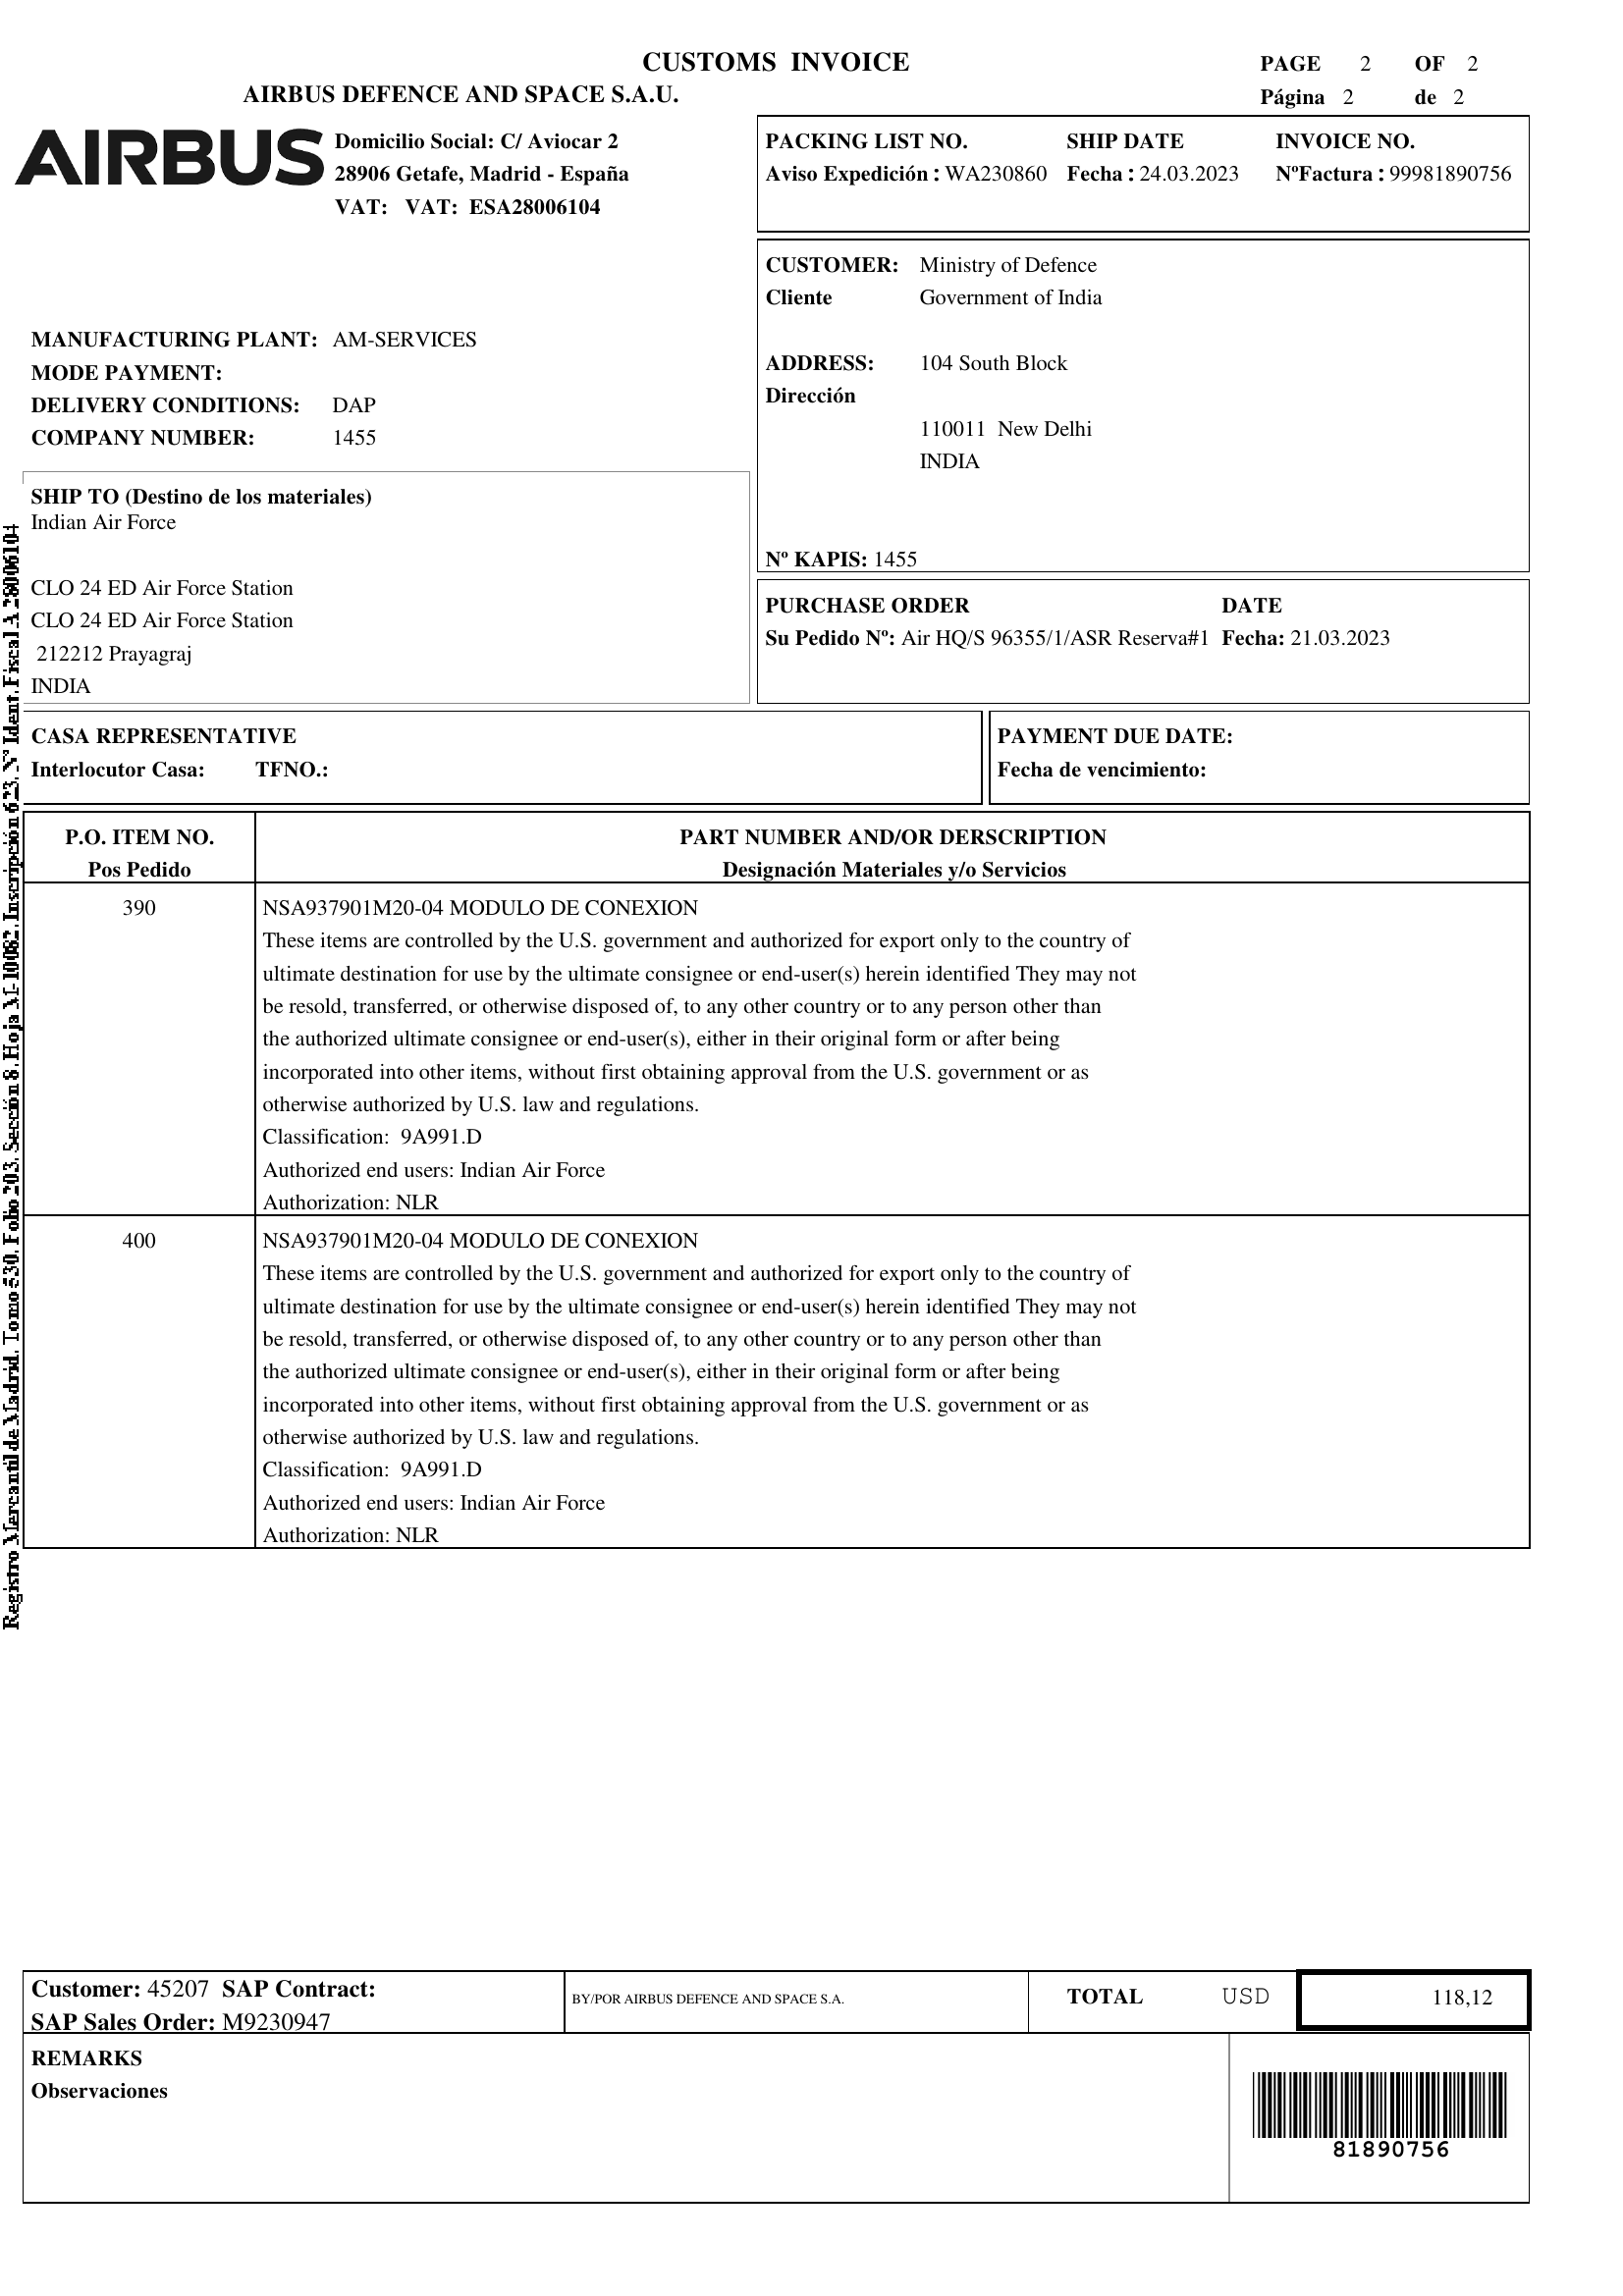 CUSTOMS INVOICE
AIRBUS DEFENCE AND SPACE S.A.U.
PAGE 2 OF 2
Página 2 de 2
AIRBUS
Domicilio Social: C/ Aviocar 2
28906 Getafe, Madrid - España
VAT: VAT: ESA28006104
PACKING LIST NO. SHIP DATE INVOICE NO.
Aviso Expedición : WA230860 Fecha : 24.03.2023 NºFactura : 99981890756
CUSTOMER: Ministry of Defence
Cliente Government of India
ADDRESS: 104 South Block
Dirección
110011 New Delhi
INDIA
Nº KAPIS: 1455
MANUFACTURING PLANT: AM-SERVICES
MODE PAYMENT:
DELIVERY CONDITIONS: DAP
COMPANY NUMBER: 1455
SHIP TO (Destino de los materiales)
Indian Air Force
CLO 24 ED Air Force Station
CLO 24 ED Air Force Station
212212 Prayagraj
INDIA
PURCHASE ORDER DATE
Su Pedido Nº: Air HQ/S 96355/1/ASR Reserva#1 Fecha: 21.03.2023
CASA REPRESENTATIVE
Interlocutor Casa: TFNO.:
PAYMENT DUE DATE:
Fecha de vencimiento:
P.O. ITEM NO. PART NUMBER AND/OR DERSCRIPTION
Pos Pedido Designación Materiales y/o Servicios
390 NSA937901M20-04 MODULO DE CONEXION
These items are controlled by the U.S. government and authorized for export only to the country of
ultimate destination for use by the ultimate consignee or end-user(s) herein identified They may not
be resold, transferred, or otherwise disposed of, to any other country or to any person other than
the authorized ultimate consignee or end-user(s), either in their original form or after being
incorporated into other items, without first obtaining approval from the U.S. government or as
otherwise authorized by U.S. law and regulations.
Classification: 9A991.D
Authorized end users: Indian Air Force
Authorization: NLR
400 NSA937901M20-04 MODULO DE CONEXION
These items are controlled by the U.S. government and authorized for export only to the country of
ultimate destination for use by the ultimate consignee or end-user(s) herein identified They may not
be resold, transferred, or otherwise disposed of, to any other country or to any person other than
the authorized ultimate consignee or end-user(s), either in their original form or after being
incorporated into other items, without first obtaining approval from the U.S. government or as
otherwise authorized by U.S. law and regulations.
Classification: 9A991.D
Authorized end users: Indian Air Force
Authorization: NLR
Customer: 45207 SAP Contract:
SAP Sales Order: M9230947
BY/POR AIRBUS DEFENCE AND SPACE S.A.
TOTAL USD 118,12
REMARKS
Observaciones
81890756
Registro Mercantil de Madrid, Tomo 530, Folio 203, Sección 8, Hoja M-10082, Inscripción 623, Nº Ident. Fiscal A 28006104